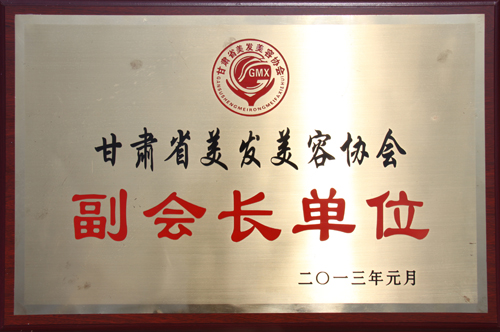 甘肃省美发美容协会
GMX
甘肃省美发美容协会
副会长单位
二〇一三年元月